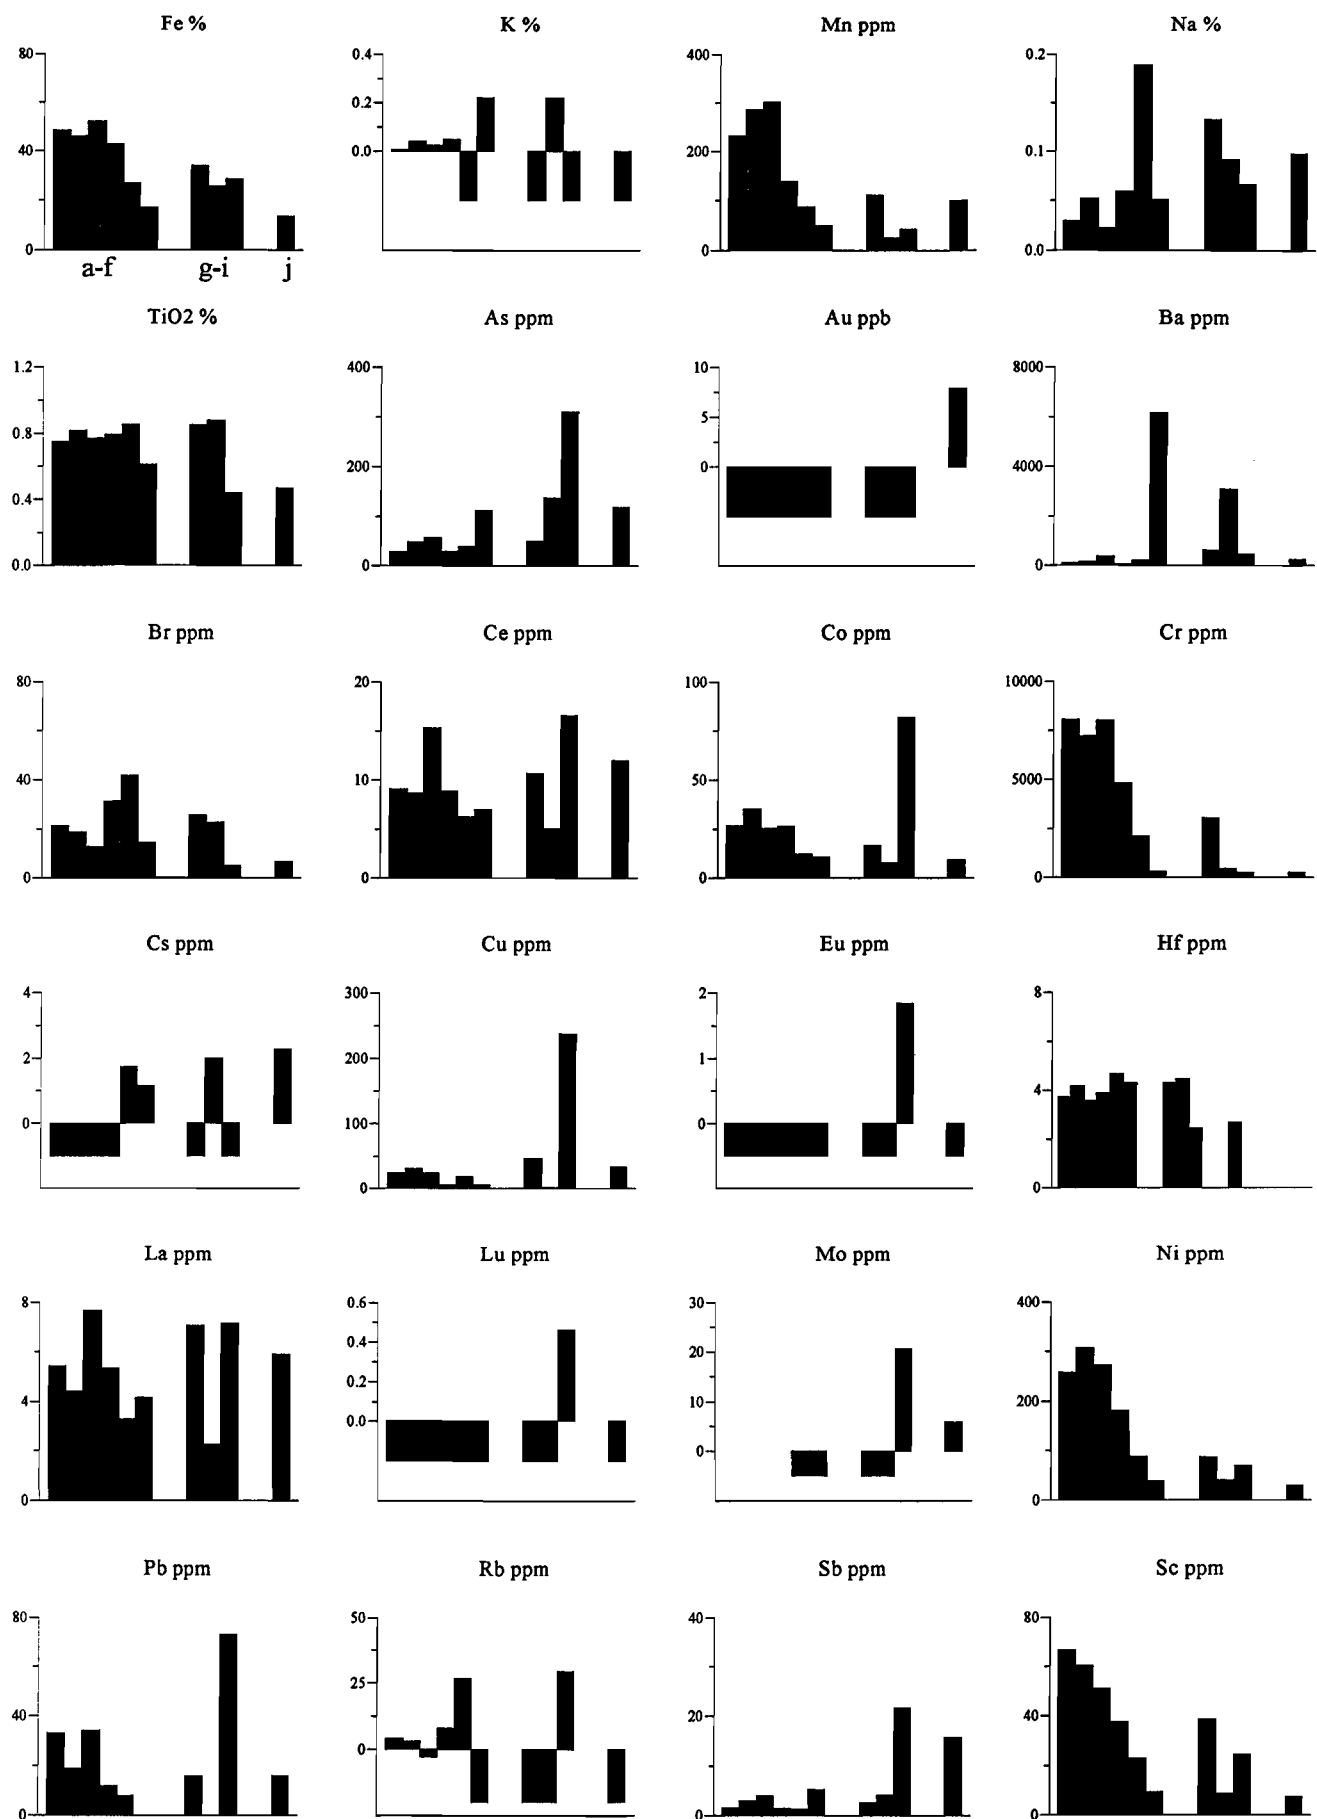 Fe % K % Mn ppm Na %
80 0.4 400 0.2
0.2
40 200 0.1
0.0
0 0 0.0
a-f g-i j
TiO2 % As ppm Au ppb Ba ppm
1.2 400 10 8000
0.8 5
200 0 4000
0.4
0.0 0 0
Br ppm Ce ppm Co ppm Cr ppm
80 20 100 10000
40 10 50 5000
0 0 0 0
Cs ppm Cu ppm Eu ppm Hf ppm
4 300 2 8
2 200 1
4
0 100 0
0 0
La ppm Lu ppm Mo ppm Ni ppm
8 0.6 30 400
0.4 20
4 0.2 10 200
0.0 0
0 0
Pb ppm Rb ppm Sb ppm Sc ppm
80 50 40 80
25
40 20 40
0
0 0 0